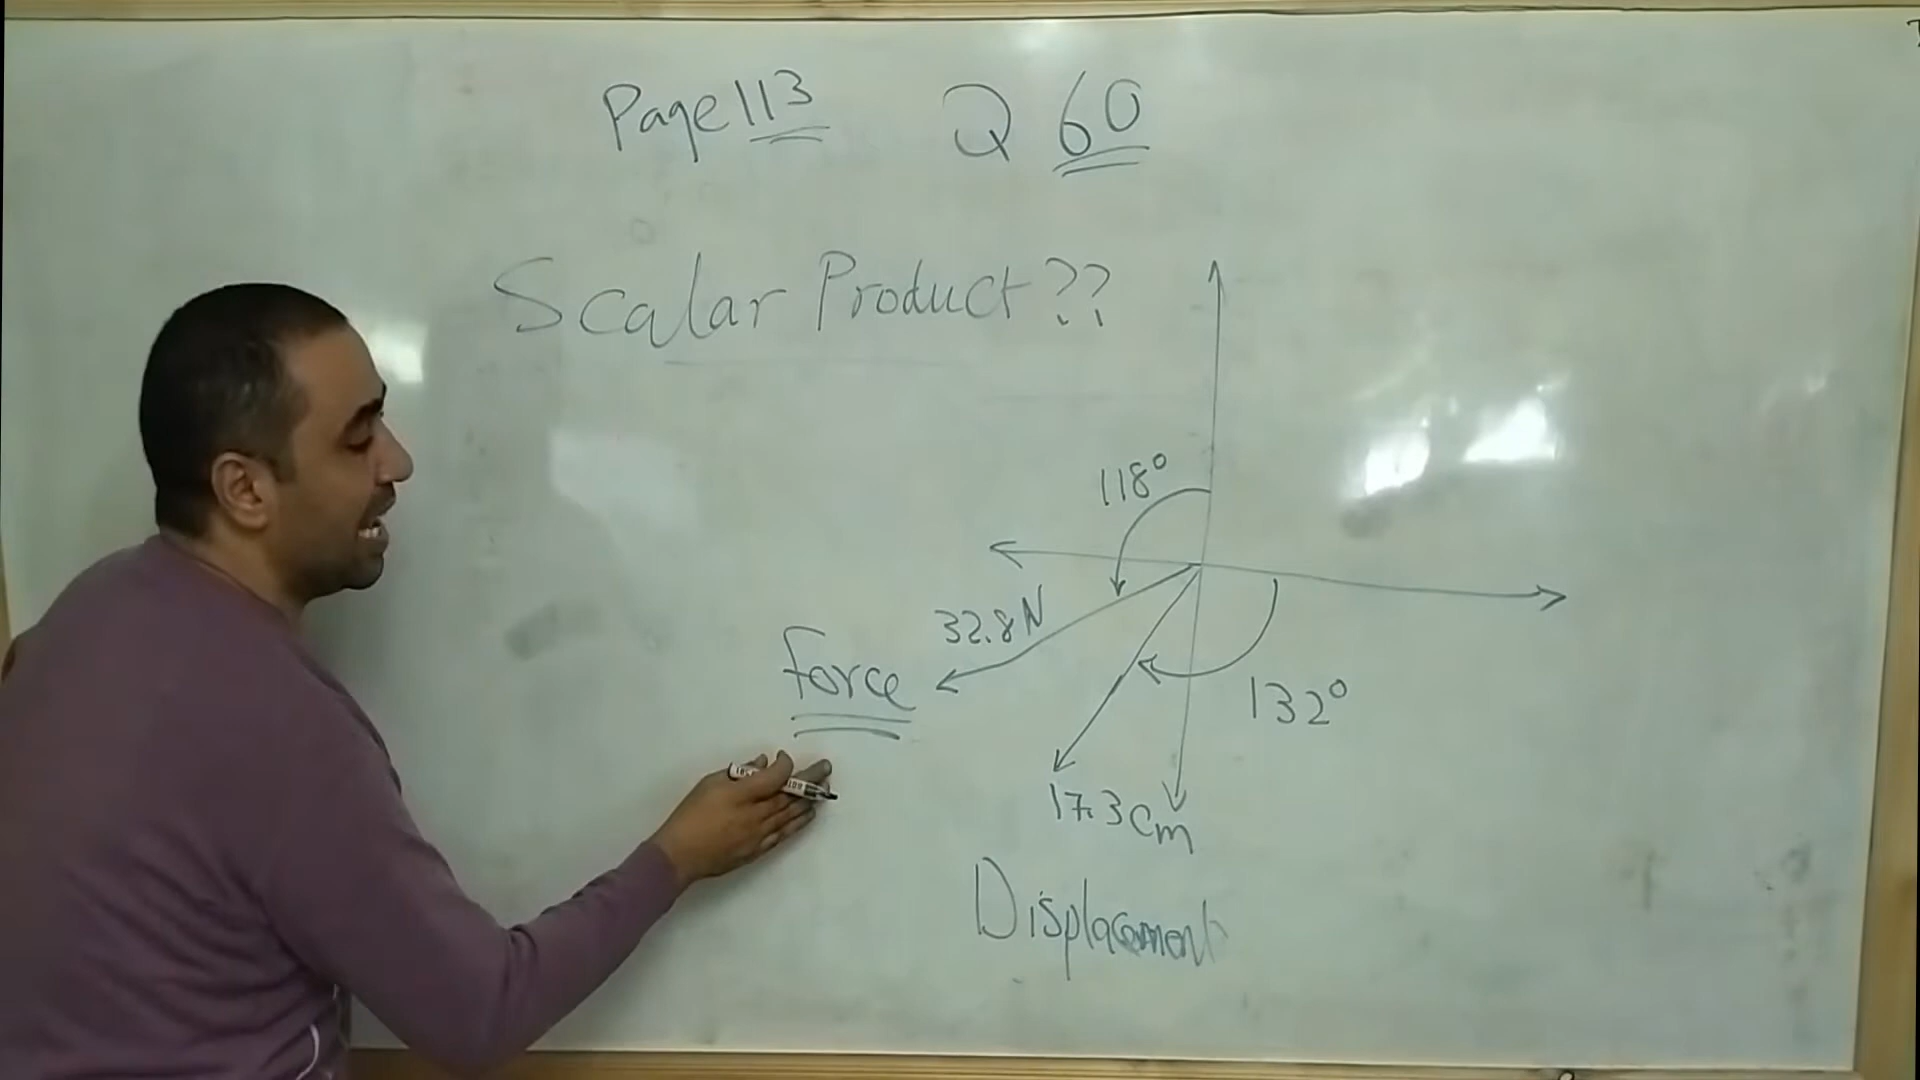 Page 113 Q 60
Scalar Product ??
118°
32.8 N
force
132°
17.3 cm
Displacement